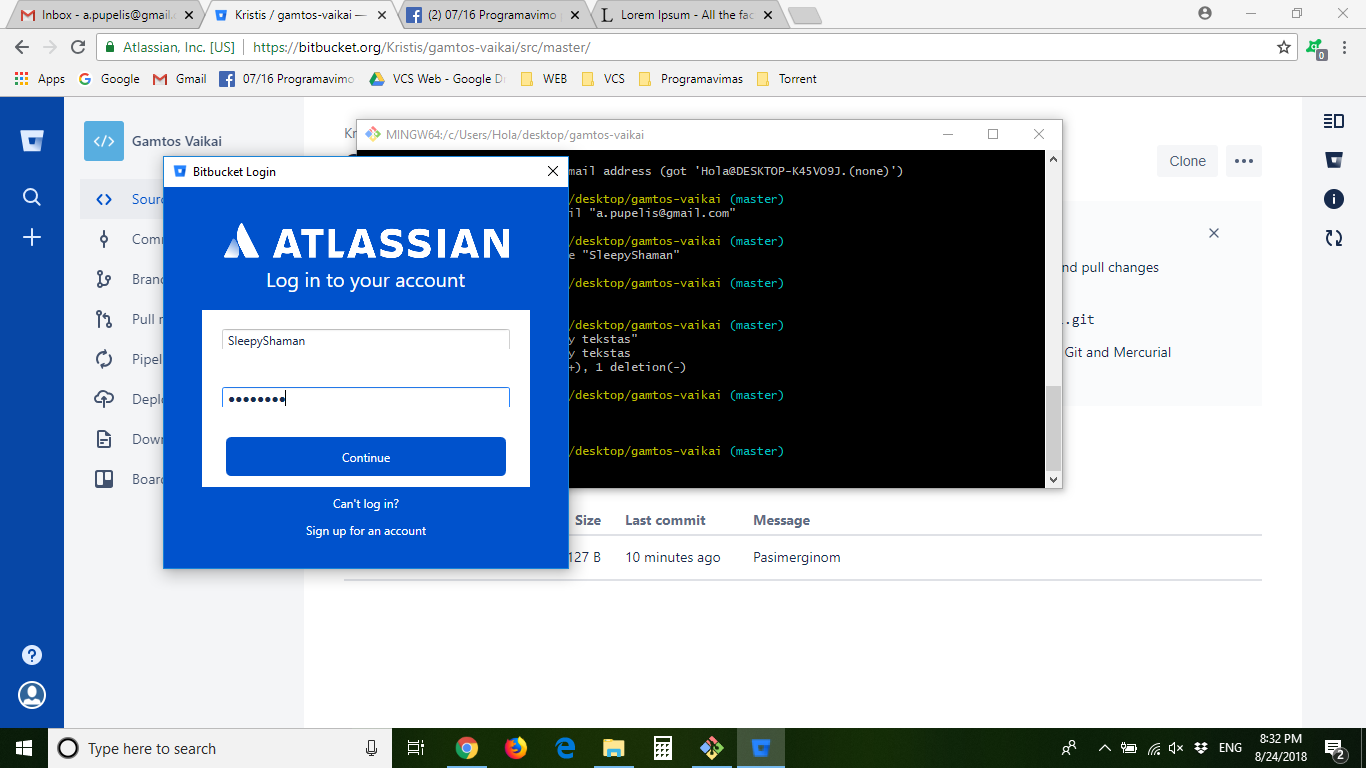 Inbox - a.pupelis@gmail.c
Kristis / gamtos-vaikai —
(2) 07/16 Programavimo p
Lorem Ipsum - All the fac
Atlassian, Inc. [US]
https://bitbucket.org/Kristis/gamtos-vaikai/src/master/
0
Apps
Google
Gmail
07/16 Programavimo
VCS Web - Google Dr
WEB
VCS
Programavimas
Torrent
Gamtos Vaikai
Sour
Comm
Branc
Pull r
Pipel
Deplo
Down
Board
Kr
Clone
nd pull changes
.git
Git and Mercurial
MINGW64:/c/Users/Hola/desktop/gamtos-vaikai
mail address (got 'Hola@DESKTOP-K45VO9J.(none)')
/desktop/gamtos-vaikai (master)
il "a.pupelis@gmail.com"
/desktop/gamtos-vaikai (master)
e "SleepyShaman"
/desktop/gamtos-vaikai (master)
/desktop/gamtos-vaikai (master)
y tekstas"
y tekstas
+), 1 deletion(-)
/desktop/gamtos-vaikai (master)
/desktop/gamtos-vaikai (master)
Bitbucket Login
ATLASSIAN
Log in to your account
SleepyShaman
••••••••
Continue
Can't log in?
Sign up for an account
Size Last commit Message
127 B 10 minutes ago Pasimerginom
Type here to search
ENG
8:32 PM
8/24/2018
2